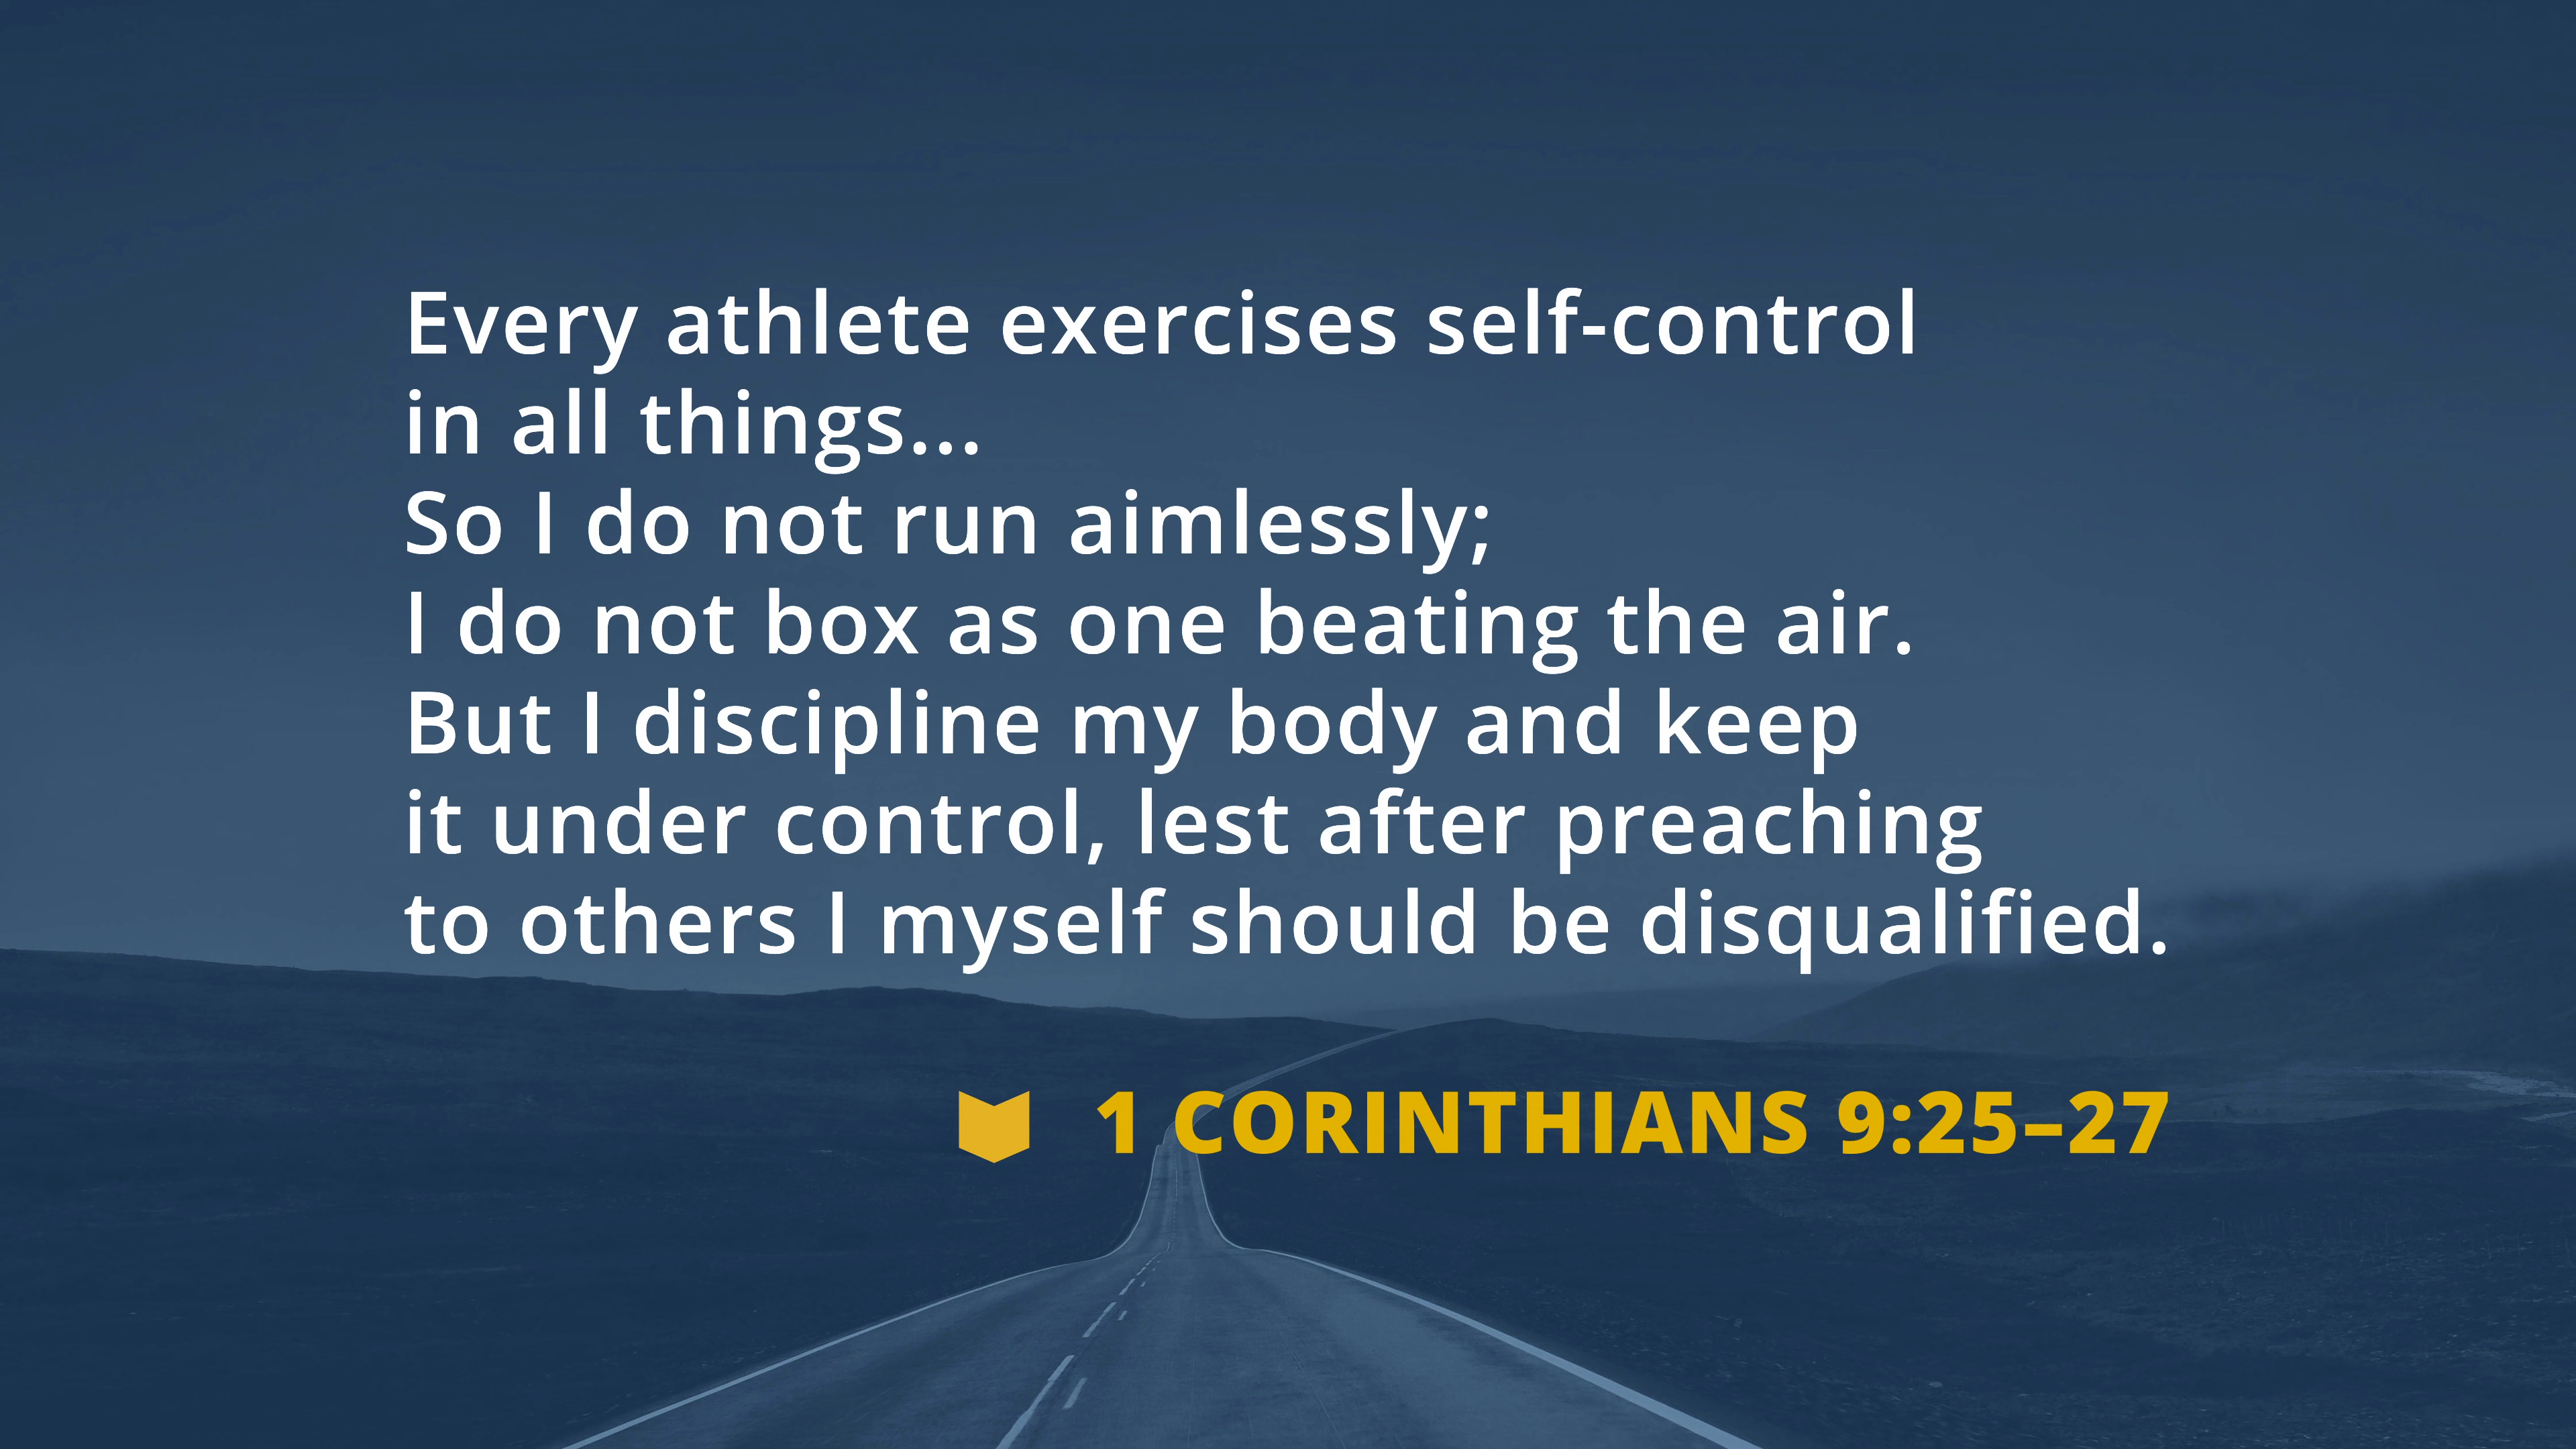 Every athlete exercises self-control
in all things...
So I do not run aimlessly;
I do not box as one beating the air.
But I discipline my body and keep
it under control, lest after preaching
to others I myself should be disqualified.
1 CORINTHIANS 9:25–27